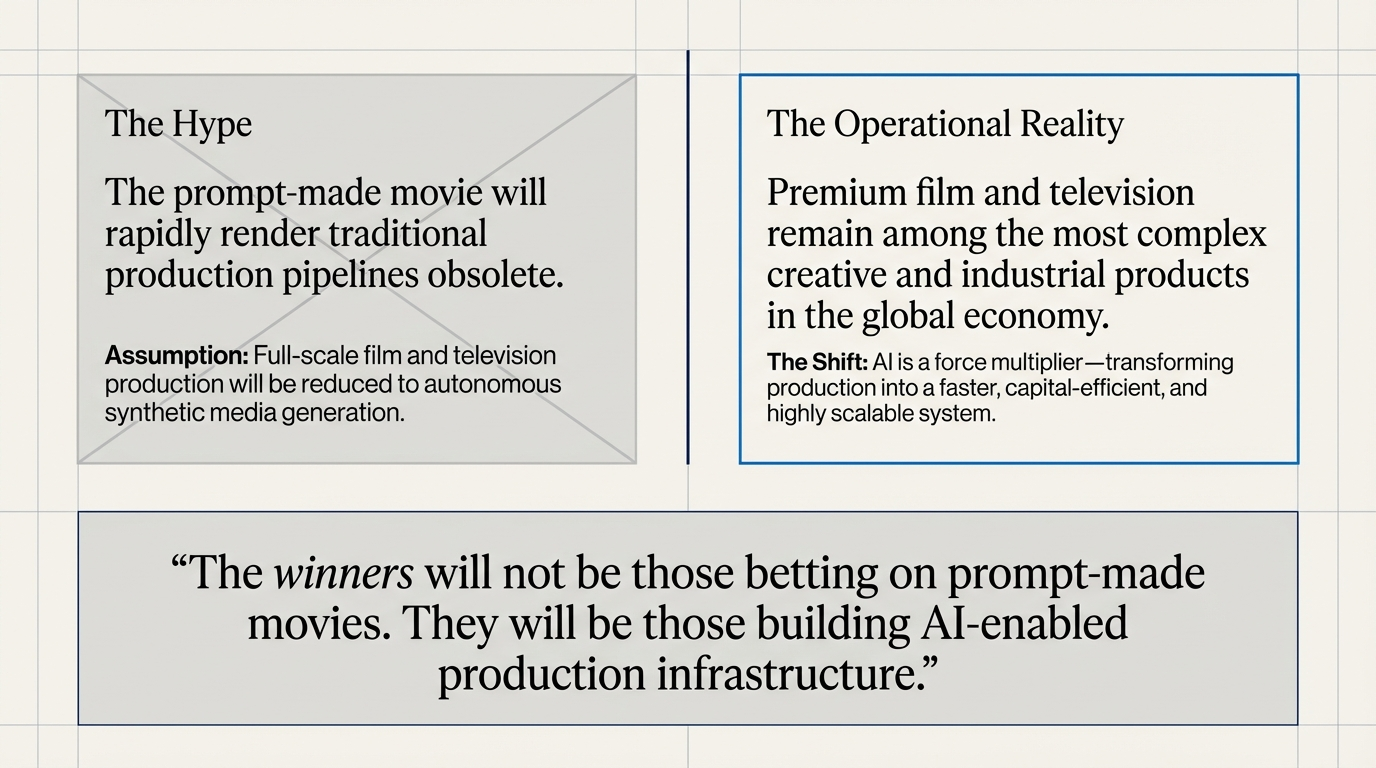 The Hype
The prompt-made movie will
rapidly render traditional
production pipelines obsolete.
Assumption: Full-scale film and television
production will be reduced to autonomous
synthetic media generation.
The Operational Reality
Premium film and television
remain among the most complex
creative and industrial products
in the global economy.
The Shift: AI is a force multiplier—transforming
production into a faster, capital-efficient, and
highly scalable system.
“The winners will not be those betting on prompt-made
movies. They will be those building AI-enabled
production infrastructure.”